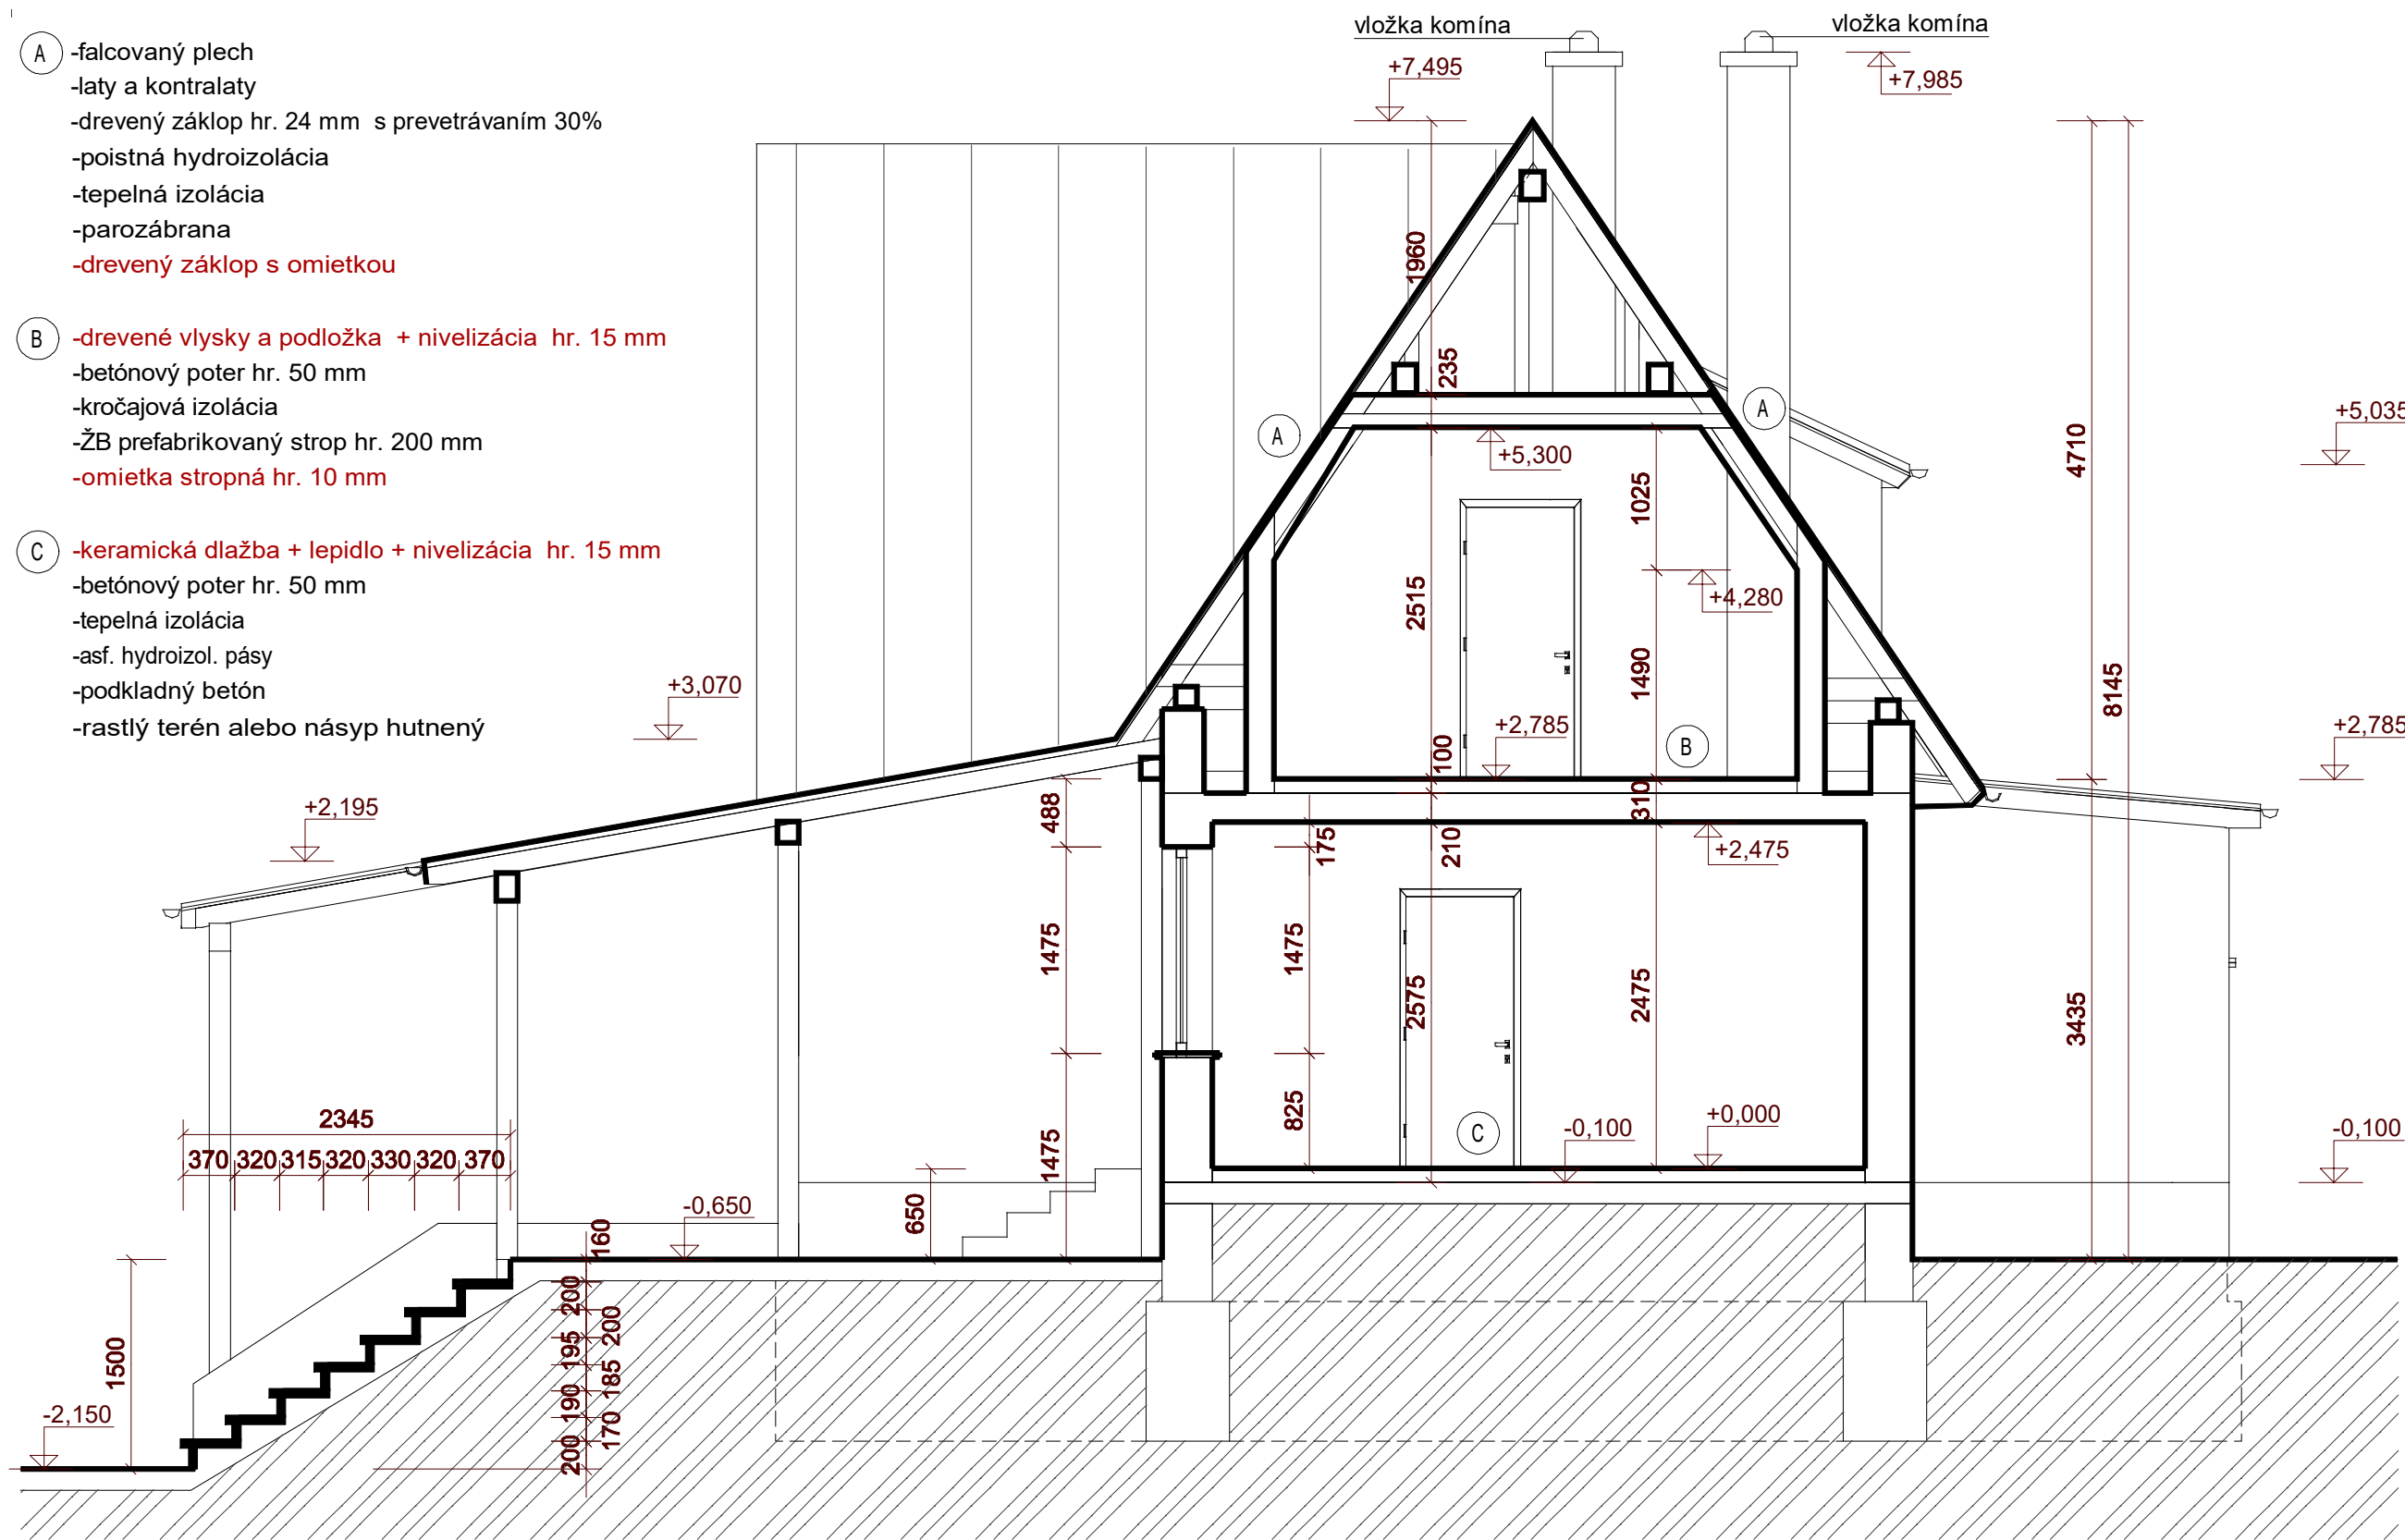 vložka komína
vložka komína
A
-falcovaný plech
-laty a kontralaty
-drevený záklop hr. 24 mm  s prevetrávaním 30%
-poistná hydroizolácia
-tepelná izolácia
-parozábrana
-drevený záklop s omietkou
B
-drevené vlysky a podložka  + nivelizácia  hr. 15 mm
-betónový poter hr. 50 mm
-kročajová izolácia
-ŽB prefabrikovaný strop hr. 200 mm
-omietka stropná hr. 10 mm
C
-keramická dlažba + lepidlo + nivelizácia  hr. 15 mm
-betónový poter hr. 50 mm
-tepelná izolácia
-asf. hydroizol. pásy
-podkladný betón
-rastlý terén alebo násyp hutnený
+7,495
+7,985
1960
235
A
A
+5,300
+5,035
4710
1025
2515
+4,280
1490
8145
+3,070
+2,785
B
+2,785
100
310
+2,195
488
175
210
+2,475
1475
1475
2575
2475
3435
825
1475
C
-0,100
+0,000
-0,100
2345
370 320 315 320 330 320 370
650
-0,650
160
200
200
195
185
190
170
200
1500
-2,150